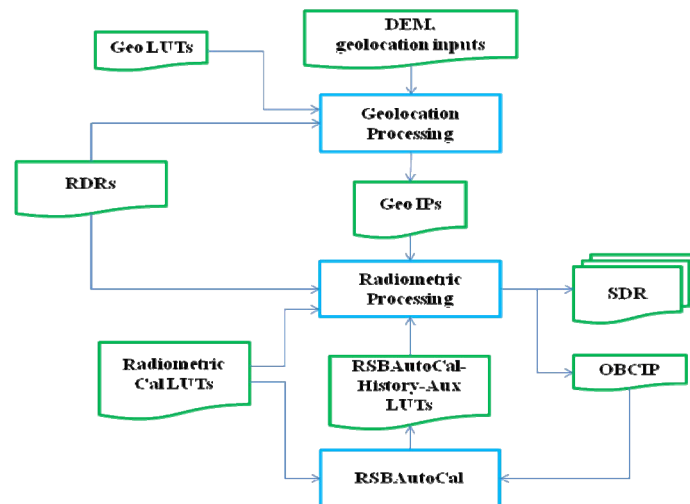 DEM,
geolocation inputs
Geo LUTs
Geolocation
Processing
RDRs
Geo IPs
Radiometric
Processing
SDR
Radiometric
Cal LUTs
RSBAutoCal-
History-Aux
LUTs
OBCIP
RSBAutoCal